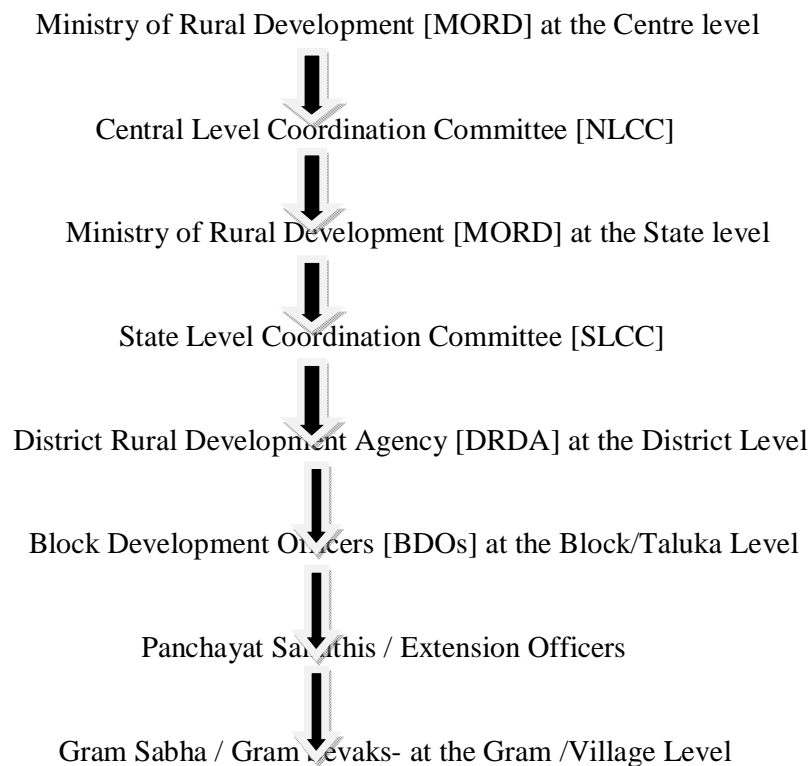 Ministry of Rural Development [MORD] at the Centre level
Central Level Coordination Committee [NLCC]
Ministry of Rural Development [MORD] at the State level
State Level Coordination Committee [SLCC]
District Rural Development Agency [DRDA] at the District Level
Block Development Officers [BDOs] at the Block/Taluka Level
Panchayat / Extension Officers
Gram Sabha / Gram Sevaks- at the Gram /Village Level